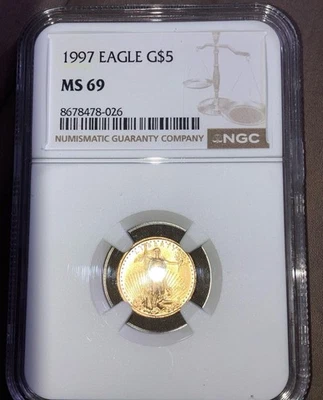 1997 EAGLE G$5
MS 69
8678478-026
NUMISMATIC GUARANTY COMPANY
NGC